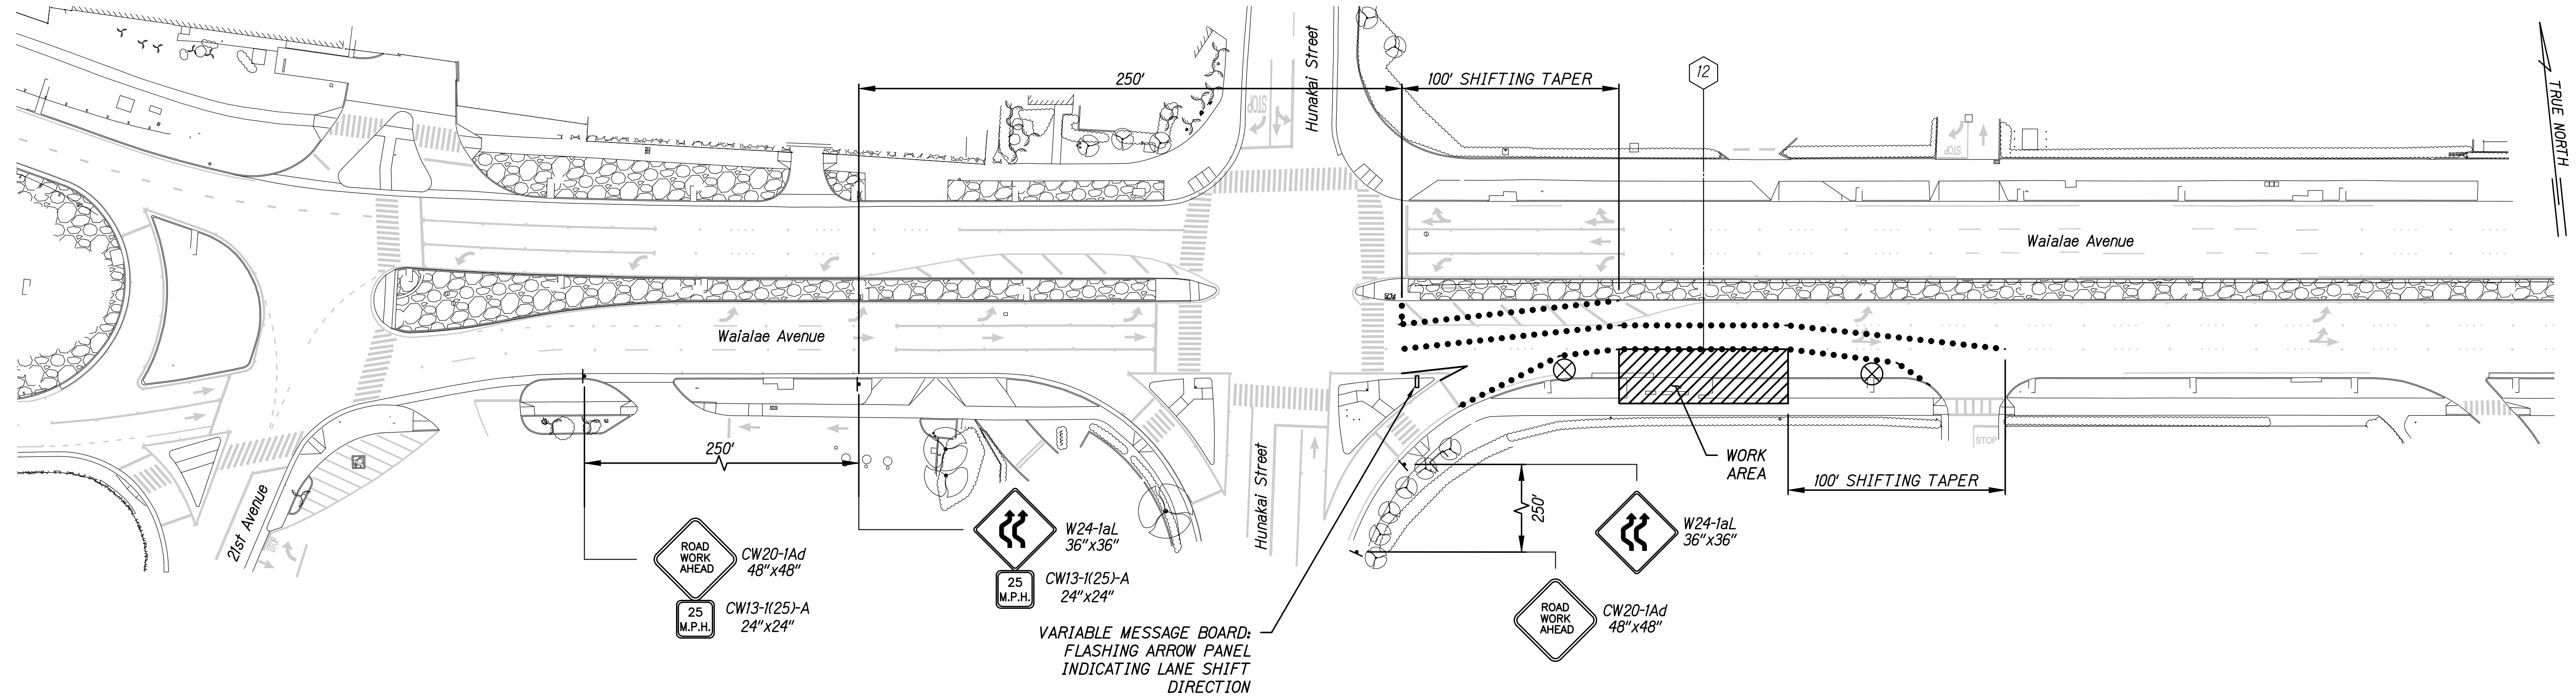 250'
100' SHIFTING TAPER
12
TRUE NORTH
Hunakai Street
STOP
STOP
Waialae Avenue
Waialae Avenue
250'
WORK
AREA
100' SHIFTING TAPER
STOP
21st Avenue
STOP
Hunakai Street
250'
ROAD
WORK
AHEAD
CW20-1Ad
48"x48"
25
M.P.H.
CW13-1(25)-A
24"x24"
W24-1aL
36"x36"
25
M.P.H.
CW13-1(25)-A
24"x24"
W24-1aL
36"x36"
ROAD
WORK
AHEAD
CW20-1Ad
48"x48"
VARIABLE MESSAGE BOARD:
FLASHING ARROW PANEL
INDICATING LANE SHIFT
DIRECTION